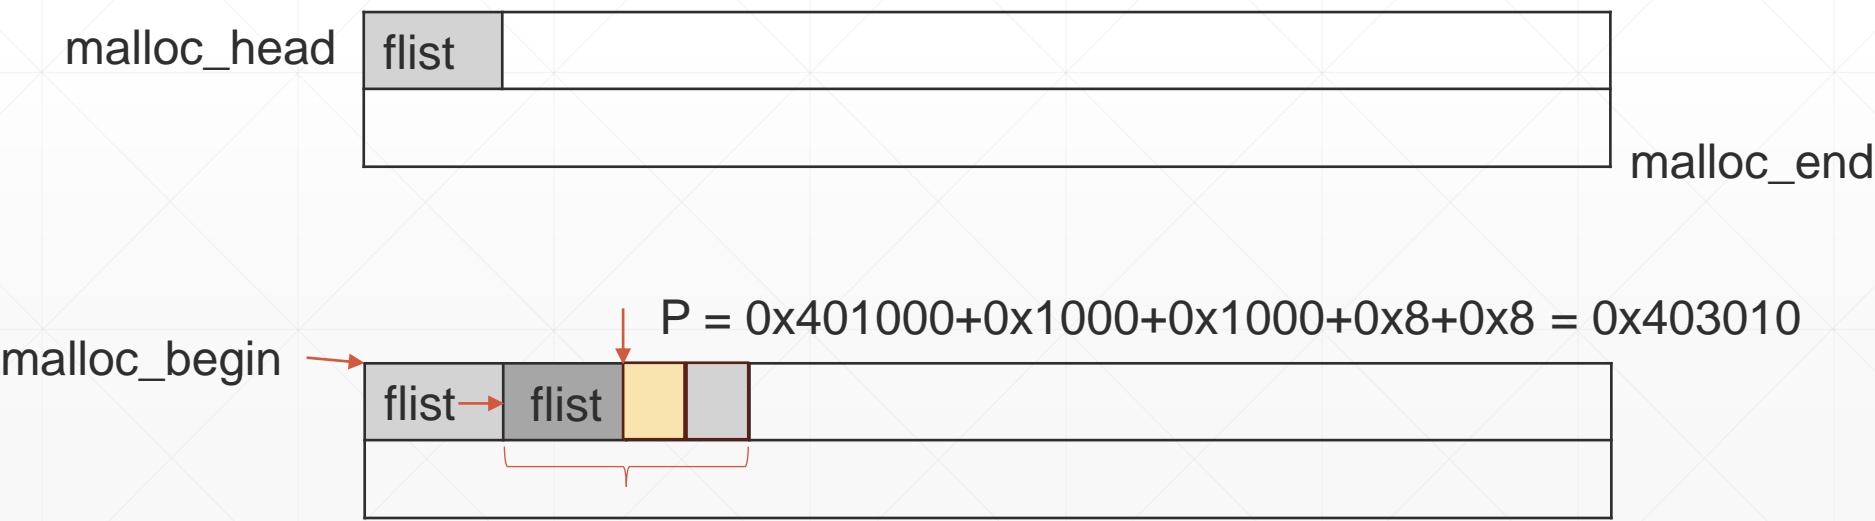 malloc_head
flist
malloc_end
P = 0x401000+0x1000+0x1000+0x8+0x8 = 0x403010
malloc_begin
flist
flist